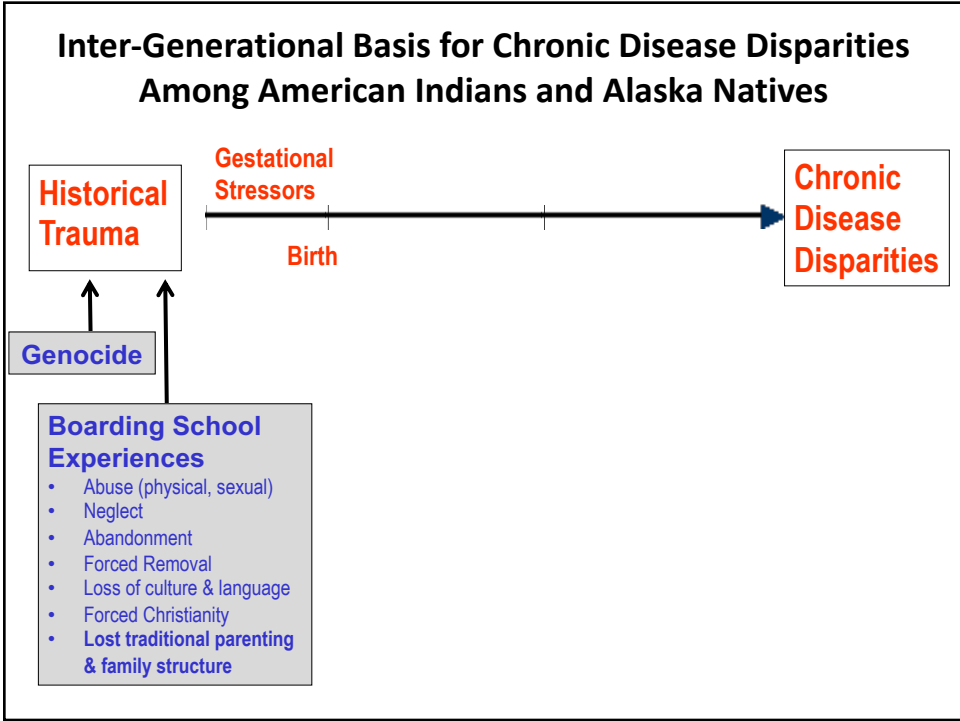 Inter-Generational Basis for Chronic Disease Disparities
Among American Indians and Alaska Natives
Historical
Trauma
Gestational
Stressors
Birth
Chronic
Disease
Disparities
Genocide
Boarding School
Experiences
• Abuse (physical, sexual)
• Neglect
• Abandonment
• Forced Removal
• Loss of culture & language
• Forced Christianity
• Lost traditional parenting
& family structure